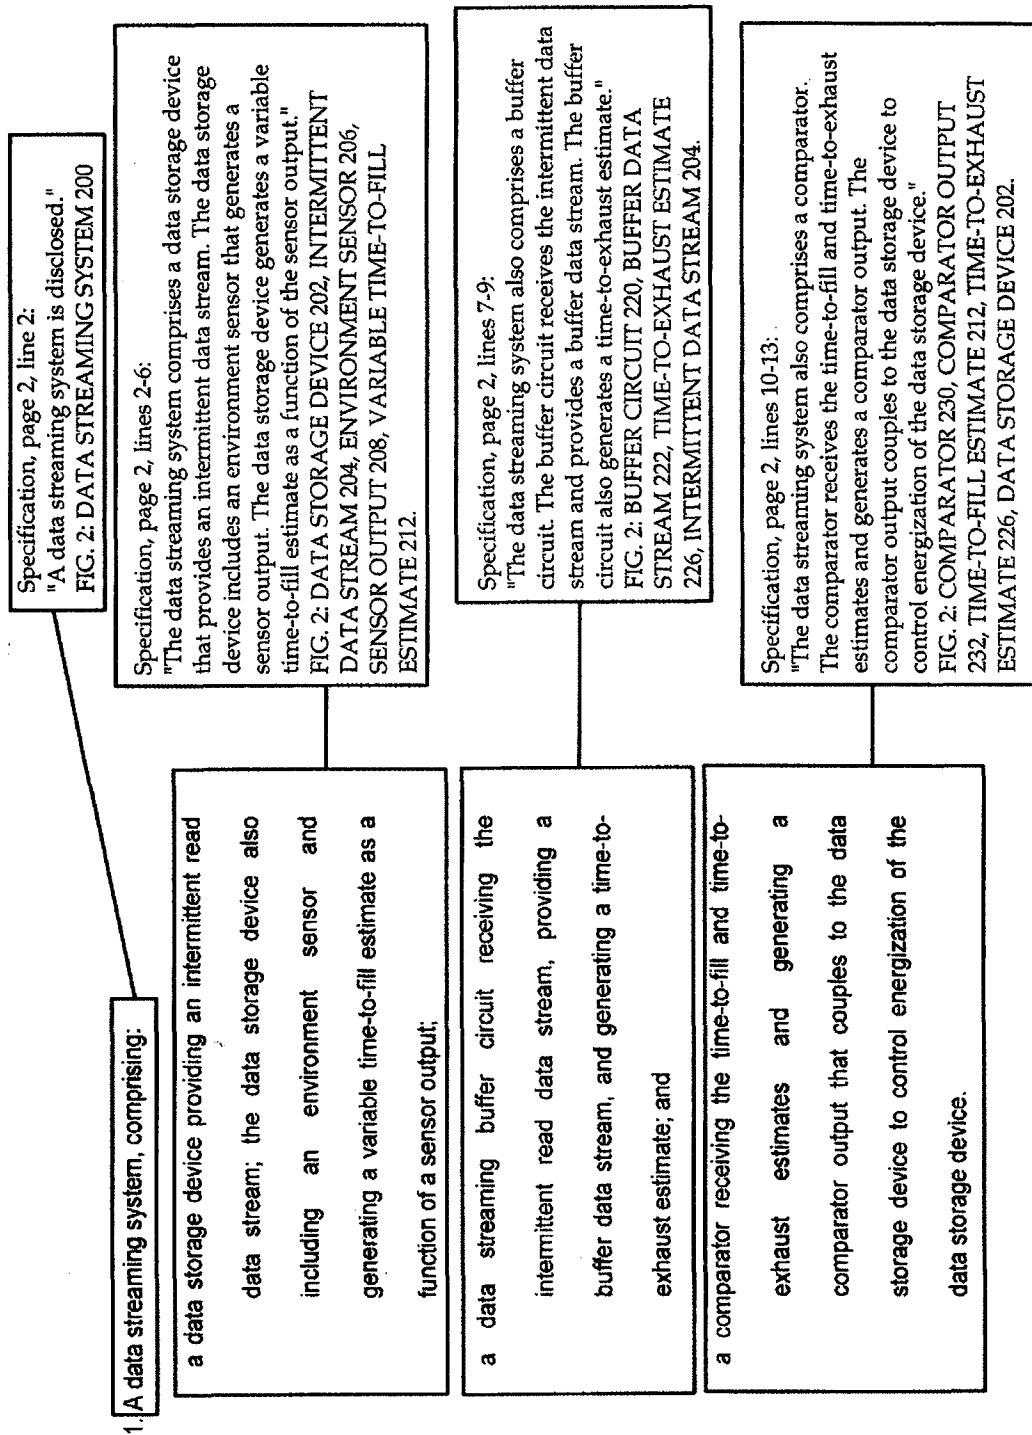 1. A data streaming system, comprising:
a data storage device providing an intermittent read
data stream; the data storage device also
including an environment sensor and
generating a variable time-to-fill estimate as a
function of a sensor output;
a data streaming buffer circuit receiving the
intermittent read data stream, providing a
buffer data stream, and generating a time-to-
exhaust estimate; and
a comparator receiving the time-to-fill and time-to-
exhaust estimates and generating a
comparator output that couples to the data
storage device to control energization of the
data storage device.
Specification, page 2, line 2:
"A data streaming system is disclosed."
FIG. 2: DATA STREAMING SYSTEM 200
Specification, page 2, lines 2-6:
"The data streaming system comprises a data storage device
that provides an intermittent data stream. The data storage
device includes an environment sensor that generates a
sensor output. The data storage device generates a variable
time-to-fill estimate as a function of the sensor output."
FIG. 2: DATA STORAGE DEVICE 202, INTERMITTENT
DATA STREAM 204, ENVIRONMENT SENSOR 206,
SENSOR OUTPUT 208, VARIABLE TIME-TO-FILL
ESTIMATE 212.
Specification, page 2, lines 7-9:
"The data streaming system also comprises a buffer
circuit. The buffer circuit receives the intermittent data
stream and provides a buffer data stream. The buffer
circuit also generates a time-to-exhaust estimate."
FIG. 2: BUFFER CIRCUIT 220, BUFFER DATA
STREAM 222, TIME-TO-EXHAUST ESTIMATE
226, INTERMITTENT DATA STREAM 204.
Specification, page 2, lines 10-13:
"The data streaming system also comprises a comparator.
The comparator receives the time-to-fill and time-to-exhaust
estimates and generates a comparator output. The
comparator output couples to the data storage device to
control energization of the data storage device."
FIG. 2: COMPARATOR 230, COMPARATOR OUTPUT
232, TIME-TO-FILL ESTIMATE 212, TIME-TO-EXHAUST
ESTIMATE 226, DATA STORAGE DEVICE 202.